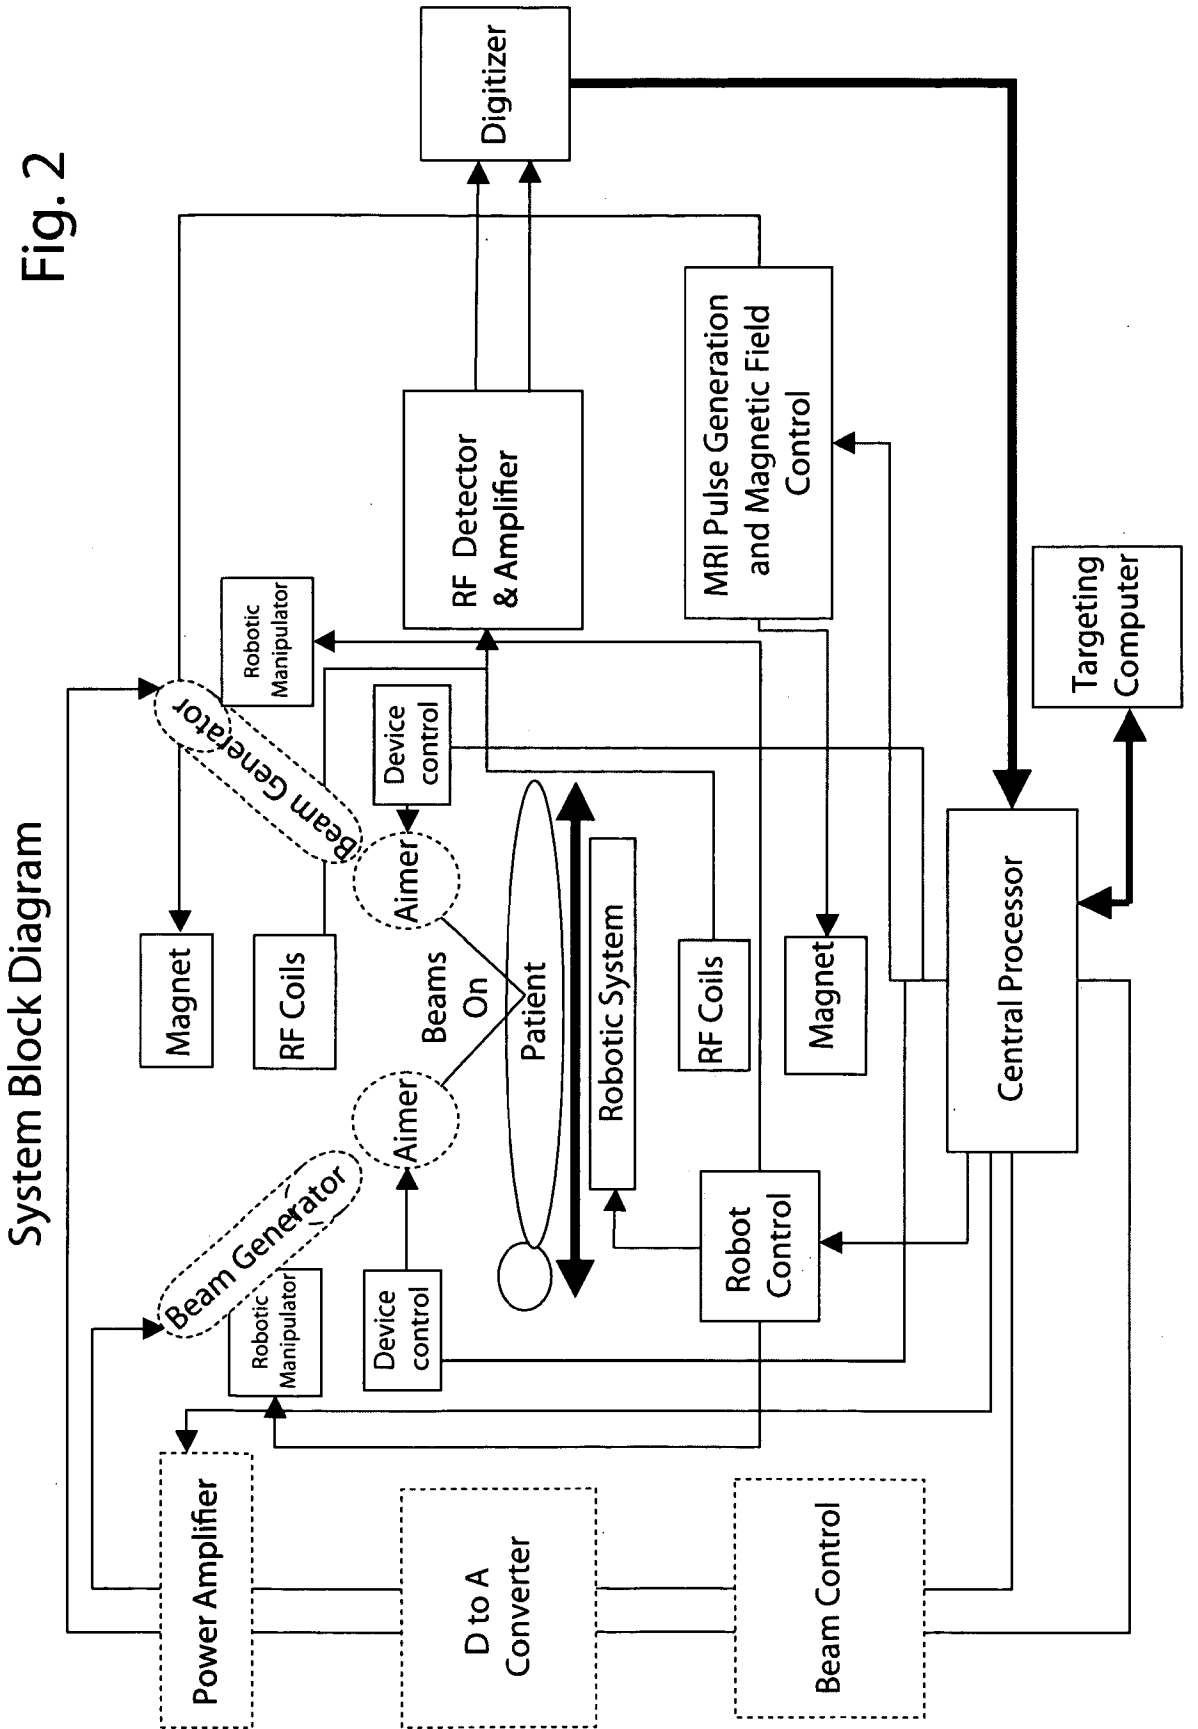 System Block Diagram
Fig. 2
Power Amplifier
D to A
Converter
Beam Control
Beam Generator
Robotic
Manipulator
Device
control
Aimer
Magnet
RF Coils
Beams
On
Patient
Robotic System
Robot
Control
RF Coils
Magnet
Central Processor
Beam Generator
Robotic
Manipulator
Device
control
Aimer
RF Detector
& Amplifier
MRI Pulse Generation
and Magnetic Field
Control
Targeting
Computer
Digitizer